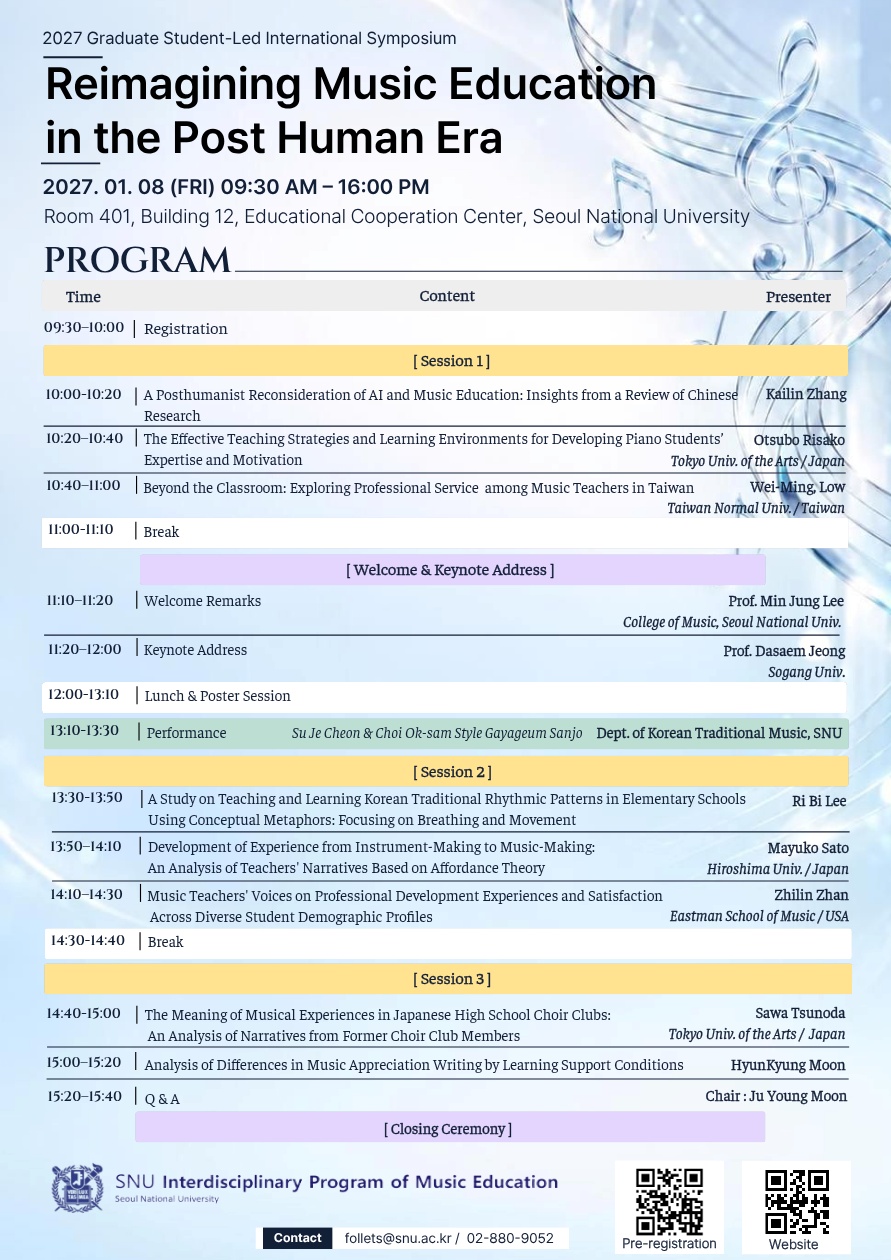 2027 Graduate Student-Led International Symposium
Reimagining Music Education
in the Post Human Era
2027. 01. 08 (FRI) 09:30 AM – 16:00 PM
Room 401, Building 12, Educational Cooperation Center, Seoul National University
PROGRAM
Time Content Presenter
09:30–10:00 | Registration
[ Session 1 ]
10:00-10:20 | A Posthumanist Reconsideration of AI and Music Education: Insights from a Review of Chinese Kailin Zhang
Research
10:20–10:40 | The Effective Teaching Strategies and Learning Environments for Developing Piano Students’ Otsubo Risako
Expertise and Motivation Tokyo Univ. of the Arts / Japan
10:40–11:00 | Beyond the Classroom: Exploring Professional Service among Music Teachers in Taiwan Wei-Ming, Low
Taiwan Normal Univ. / Taiwan
11:00-11:10 | Break
[ Welcome & Keynote Address ]
11:10–11:20 | Welcome Remarks Prof. Min Jung Lee
College of Music, Seoul National Univ.
11:20–12:00 | Keynote Address Prof. Dasaem Jeong
Sogang Univ.
12:00-13:10 | Lunch & Poster Session
13:10-13:30 | Performance Su Je Cheon & Choi Ok-sam Style Gayageum Sanjo Dept. of Korean Traditional Music, SNU
[ Session 2 ]
13:30-13:50 | A Study on Teaching and Learning Korean Traditional Rhythmic Patterns in Elementary Schools Ri Bi Lee
Using Conceptual Metaphors: Focusing on Breathing and Movement
13:50–14:10 | Development of Experience from Instrument-Making to Music-Making: Mayuko Sato
An Analysis of Teachers' Narratives Based on Affordance Theory Hiroshima Univ. / Japan
14:10–14:30 | Music Teachers' Voices on Professional Development Experiences and Satisfaction Zhilin Zhan
Across Diverse Student Demographic Profiles Eastman School of Music / USA
14:30-14:40 | Break
[ Session 3 ]
14:40-15:00 | The Meaning of Musical Experiences in Japanese High School Choir Clubs: Sawa Tsunoda
An Analysis of Narratives from Former Choir Club Members Tokyo Univ. of the Arts / Japan
15:00–15:20 | Analysis of Differences in Music Appreciation Writing by Learning Support Conditions HyunKyung Moon
15:20–15:40 | Q & A Chair : Ju Young Moon
[ Closing Ceremony ]
SNU Interdisciplinary Program of Music Education
Seoul National University
Pre-registration Website
Contact follets@snu.ac.kr / 02-880-9052